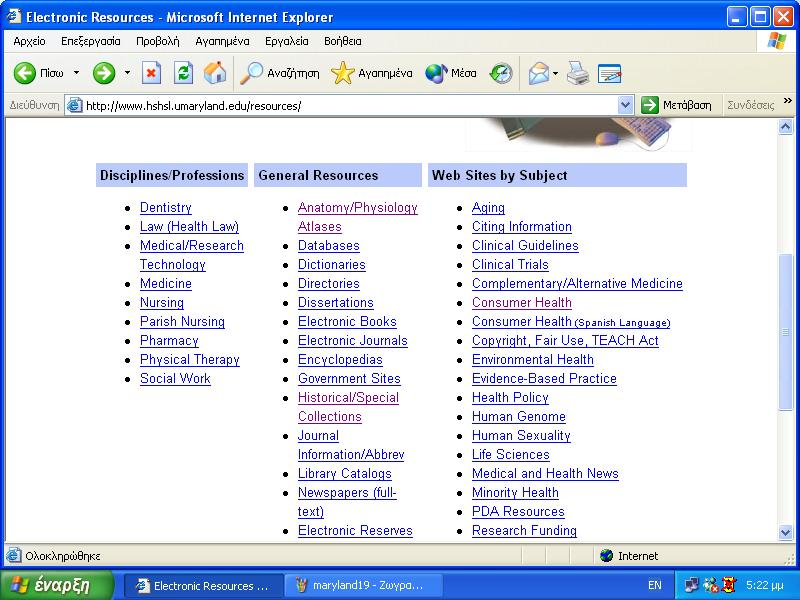 Electronic Resources - Microsoft Internet Explorer
Αρχείο Επεξεργασία Προβολή Αγαπημένα Εργαλεία Βοήθεια
Πίσω Αναζήτηση Αγαπημένα Μέσα
Διεύθυνση http://www.hshsl.umaryland.edu/resources/ Μετάβαση Συνδέσεις »
Disciplines/Professions
Dentistry
Law (Health Law)
Medical/Research
Technology
Medicine
Nursing
Parish Nursing
Pharmacy
Physical Therapy
Social Work
General Resources
Anatomy/Physiology
Atlases
Databases
Dictionaries
Directories
Dissertations
Electronic Books
Electronic Journals
Encyclopedias
Government Sites
Historical/Special
Collections
Journal
Information/Abbrev
Library Catalogs
Newspapers (full-
text)
Electronic Reserves
Web Sites by Subject
Aging
Citing Information
Clinical Guidelines
Clinical Trials
Complementary/Alternative Medicine
Consumer Health
Consumer Health (Spanish Language)
Copyright, Fair Use, TEACH Act
Environmental Health
Evidence-Based Practice
Health Policy
Human Genome
Human Sexuality
Life Sciences
Medical and Health News
Minority Health
PDA Resources
Research Funding
Ολοκληρώθηκε Internet
έναρξη Electronic Resources ... maryland19 - Ζωγρα... EN 5:22 μμ